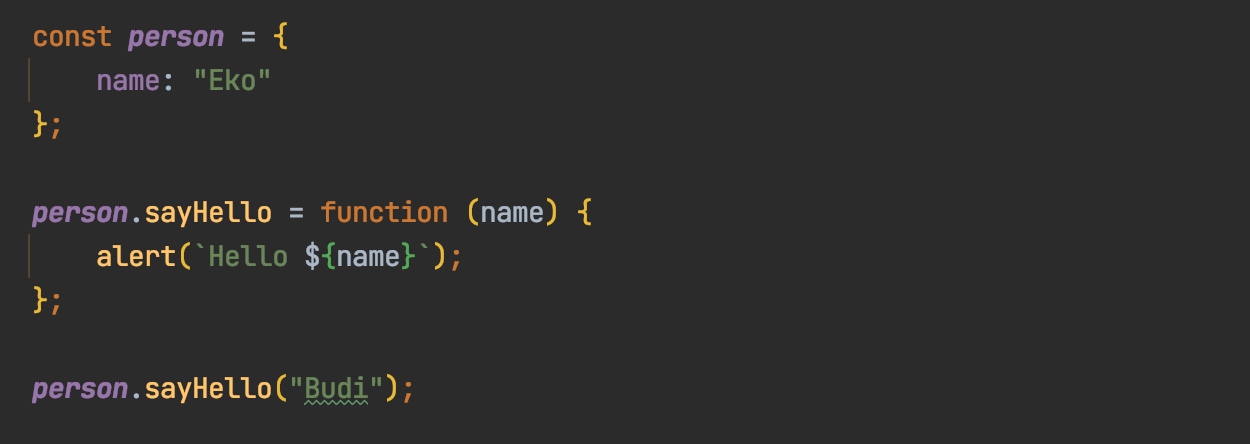 const person = {
    name: "Eko"
};
person.sayHello = function (name) {
    alert(`Hello ${name}`);
};
person.sayHello("Budi");